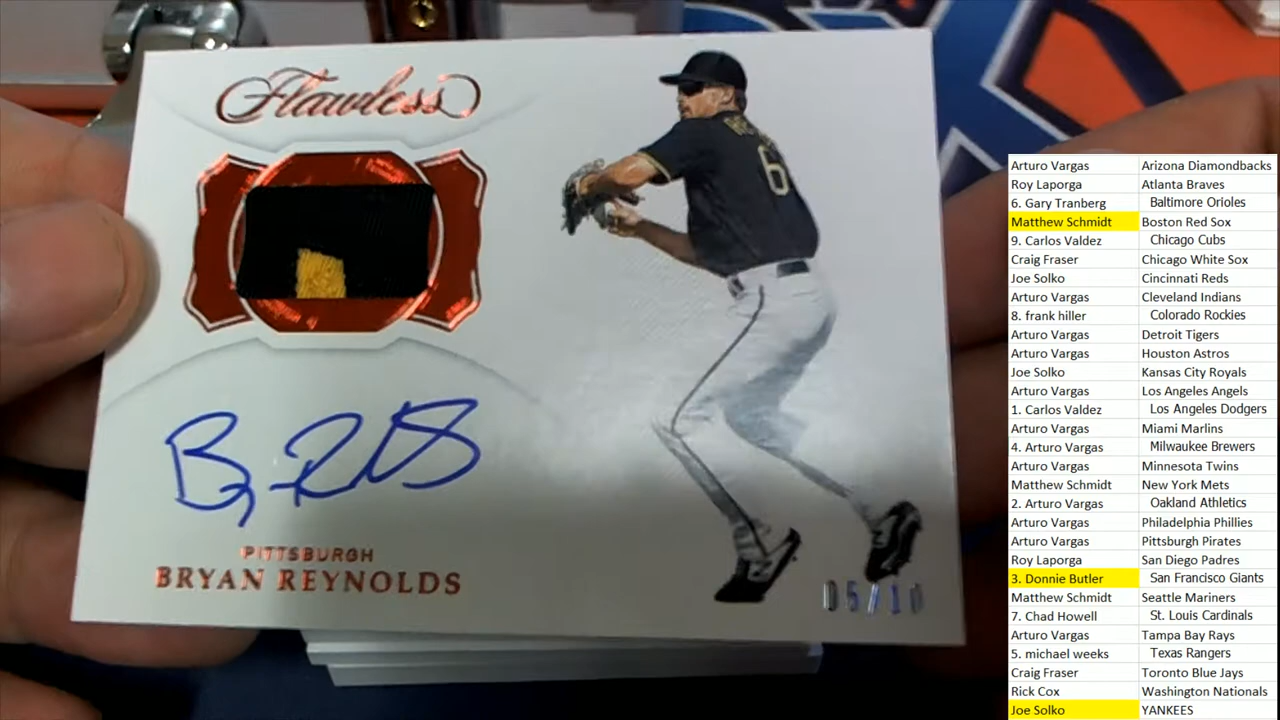 Flawless
6
PITTSBURGH
BRYAN REYNOLDS
05/10
Arturo Vargas Arizona Diamondbacks
Roy Laporga Atlanta Braves
6. Gary Tranberg Baltimore Orioles
Matthew Schmidt Boston Red Sox
9. Carlos Valdez Chicago Cubs
Craig Fraser Chicago White Sox
Joe Solko Cincinnati Reds
Arturo Vargas Cleveland Indians
8. frank hiller Colorado Rockies
Arturo Vargas Detroit Tigers
Arturo Vargas Houston Astros
Joe Solko Kansas City Royals
Arturo Vargas Los Angeles Angels
1. Carlos Valdez Los Angeles Dodgers
Arturo Vargas Miami Marlins
4. Arturo Vargas Milwaukee Brewers
Arturo Vargas Minnesota Twins
Matthew Schmidt New York Mets
2. Arturo Vargas Oakland Athletics
Arturo Vargas Philadelphia Phillies
Arturo Vargas Pittsburgh Pirates
Roy Laporga San Diego Padres
3. Donnie Butler San Francisco Giants
Matthew Schmidt Seattle Mariners
7. Chad Howell St. Louis Cardinals
Arturo Vargas Tampa Bay Rays
5. michael weeks Texas Rangers
Craig Fraser Toronto Blue Jays
Rick Cox Washington Nationals
Joe Solko YANKEES